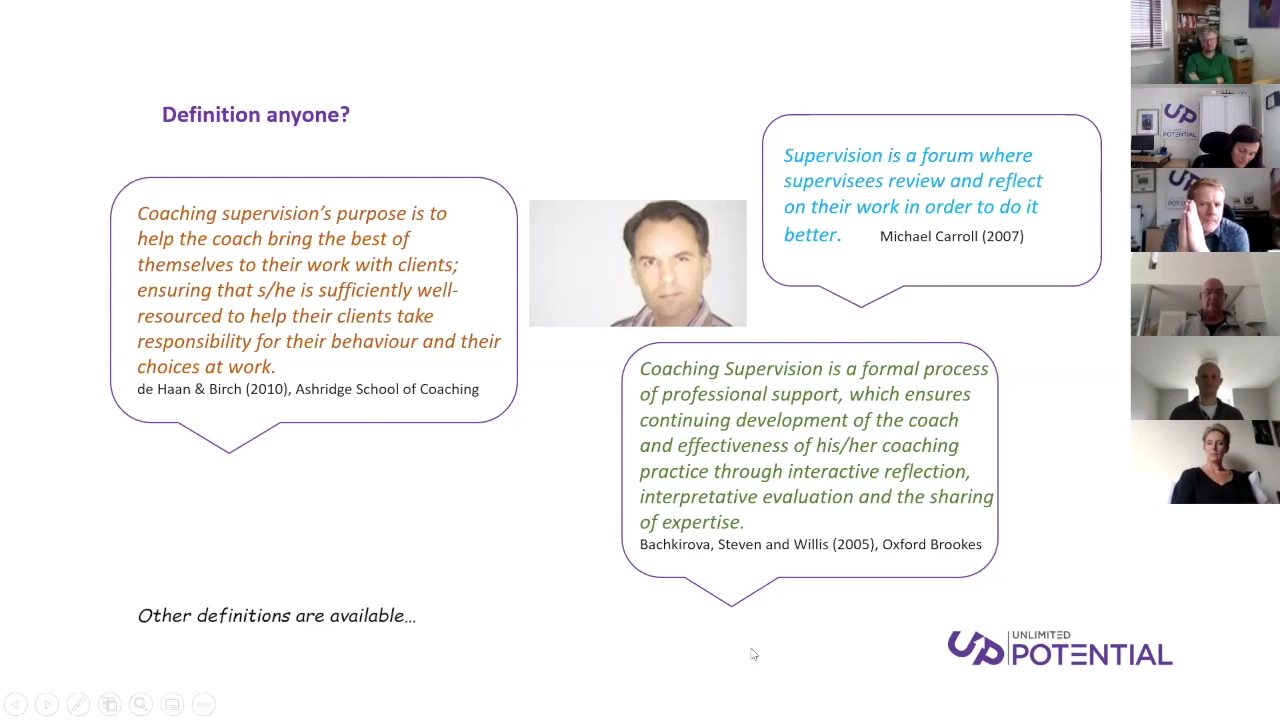 Definition anyone?
Coaching supervision's purpose is to
help the coach bring the best of
themselves to their work with clients;
ensuring that s/he is sufficiently well-
resourced to help their clients take
responsibility for their behaviour and their
choices at work.
de Haan & Birch (2010), Ashridge School of Coaching
Supervision is a forum where
supervisees review and reflect
on their work in order to do it
better. Michael Carroll (2007)
Coaching Supervision is a formal process
of professional support, which ensures
continuing development of the coach
and effectiveness of his/her coaching
practice through interactive reflection,
interpretative evaluation and the sharing
of expertise.
Bachkirova, Steven and Willis (2005), Oxford Brookes
Other definitions are available...
UP UNLIMITED
POTENTIAL
UP
POTENTIAL
UP